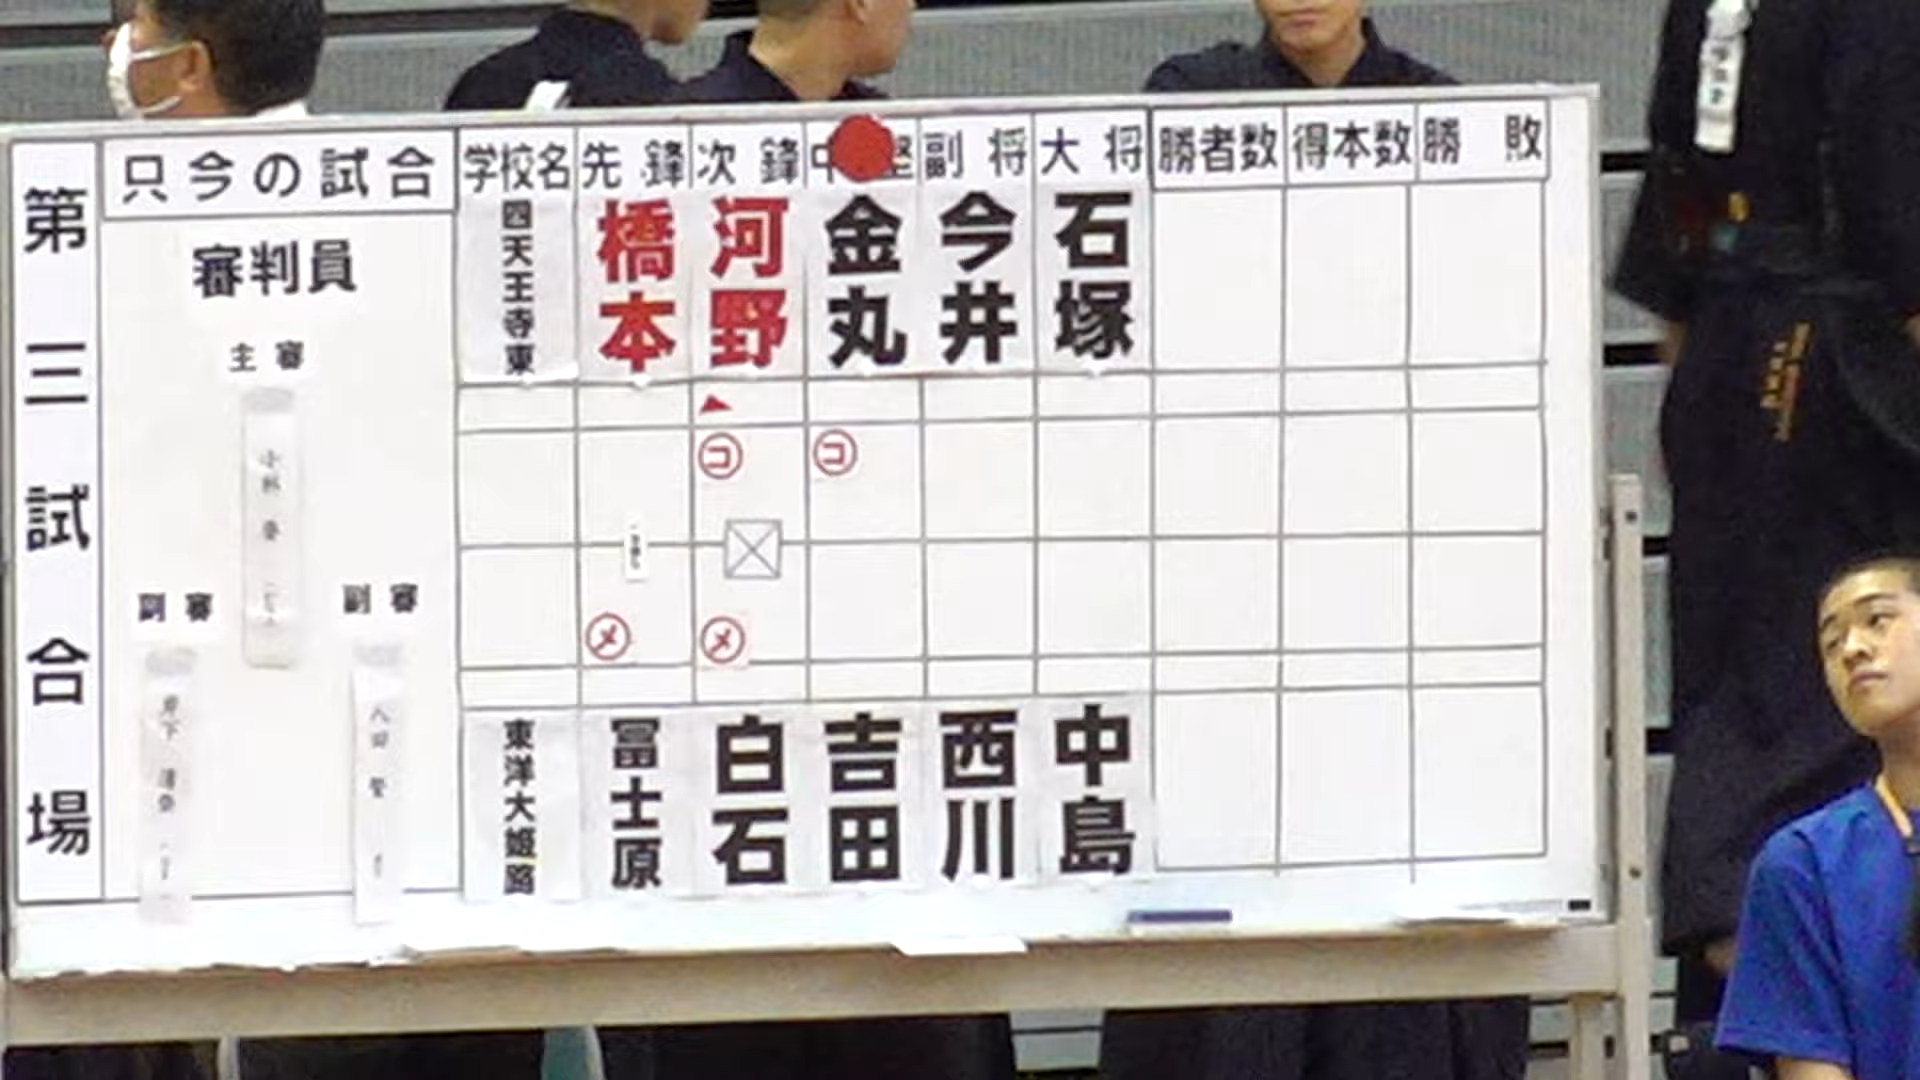 第三試合場
只今の試合
審判員
主審
副審
副審
学校名 先鋒 次鋒 中堅 副将 大将 勝者数 得本数 勝敗
四天王寺東 橋本 河野 金丸 今井 石塚
コ コ
メ メ
東洋大姫路 冨士原 白石 吉田 西川 中島